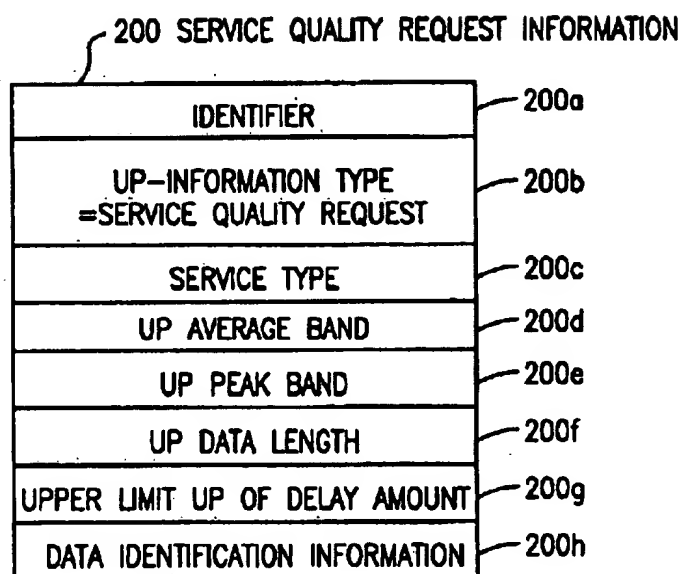 200 SERVICE QUALITY REQUEST INFORMATION
IDENTIFIER 200a
UP-INFORMATION TYPE
=SERVICE QUALITY REQUEST 200b
SERVICE TYPE 200c
UP AVERAGE BAND 200d
UP PEAK BAND 200e
UP DATA LENGTH 200f
UPPER LIMIT UP OF DELAY AMOUNT 200g
DATA IDENTIFICATION INFORMATION 200h